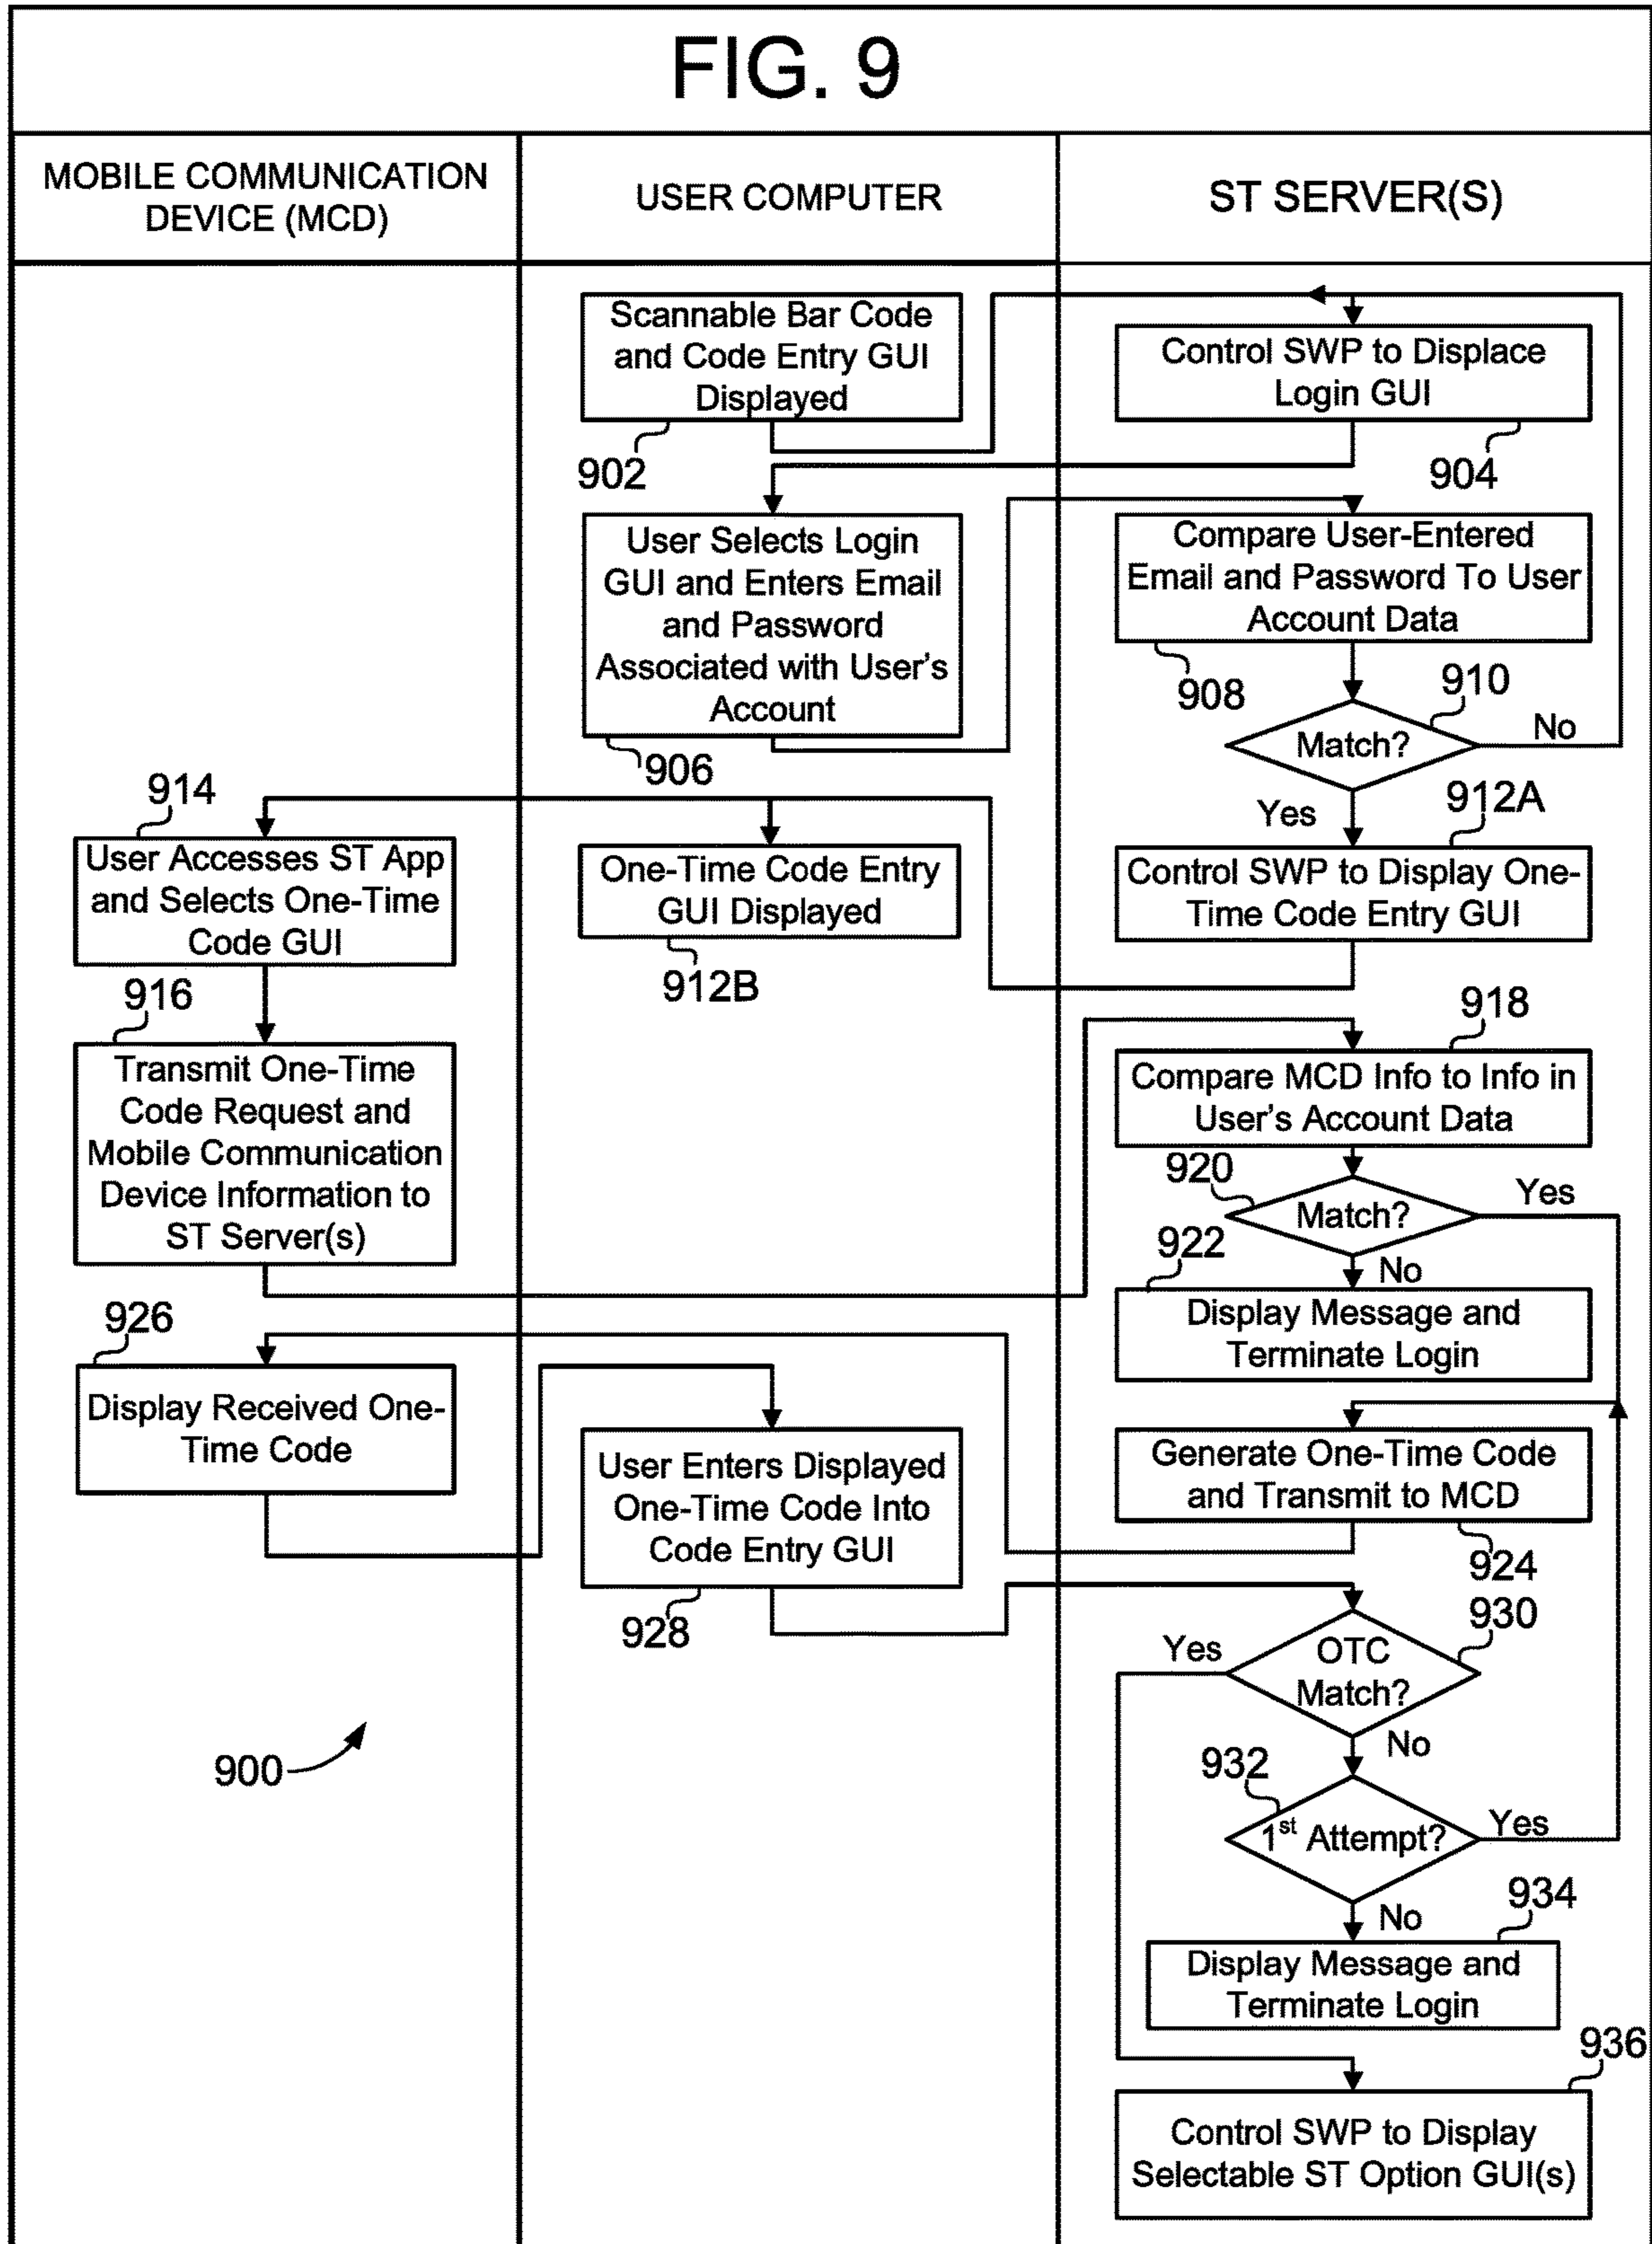 FIG. 9
MOBILE COMMUNICATION
DEVICE (MCD)
USER COMPUTER
ST SERVER(S)
Scannable Bar Code
and Code Entry GUI
Displayed
902
Control SWP to Displace
Login GUI
904
User Selects Login
GUI and Enters Email
and Password
Associated with User's
Account
906
Compare User-Entered
Email and Password To User
Account Data
908
910
Match?
No
Yes
912A
Control SWP to Display One-
Time Code Entry GUI
One-Time Code Entry
GUI Displayed
912B
914
User Accesses ST App
and Selects One-Time
Code GUI
916
Transmit One-Time
Code Request and
Mobile Communication
Device Information to
ST Server(s)
918
Compare MCD Info to Info in
User's Account Data
920
Match?
Yes
No
922
Display Message and
Terminate Login
Generate One-Time Code
and Transmit to MCD
924
926
Display Received One-
Time Code
User Enters Displayed
One-Time Code Into
Code Entry GUI
928
930
OTC
Match?
Yes
No
932
1st Attempt?
Yes
No
934
Display Message and
Terminate Login
936
Control SWP to Display
Selectable ST Option GUI(s)
900